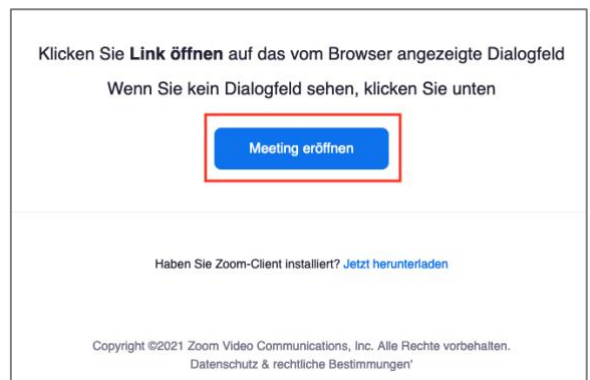 Klicken Sie Link öffnen auf das vom Browser angezeigte Dialogfeld
Wenn Sie kein Dialogfeld sehen, klicken Sie unten
Meeting eröffnen
Haben Sie Zoom-Client installiert? Jetzt herunterladen
Copyright ©2021 Zoom Video Communications, Inc. Alle Rechte vorbehalten.
Datenschutz & rechtliche Bestimmungen'